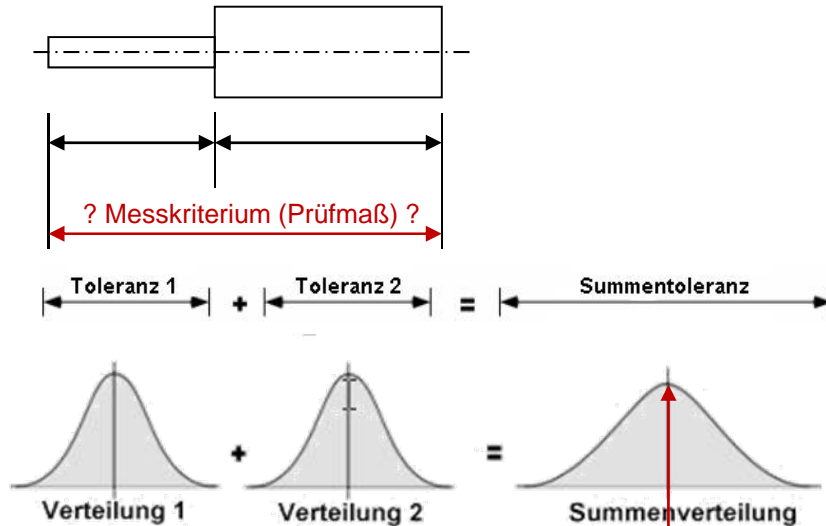 ? Messkriterium (Prüfmaß) ?
Toleranz 1 + Toleranz 2 = Summentoleranz
+ =
Verteilung 1 Verteilung 2 Summenverteilung